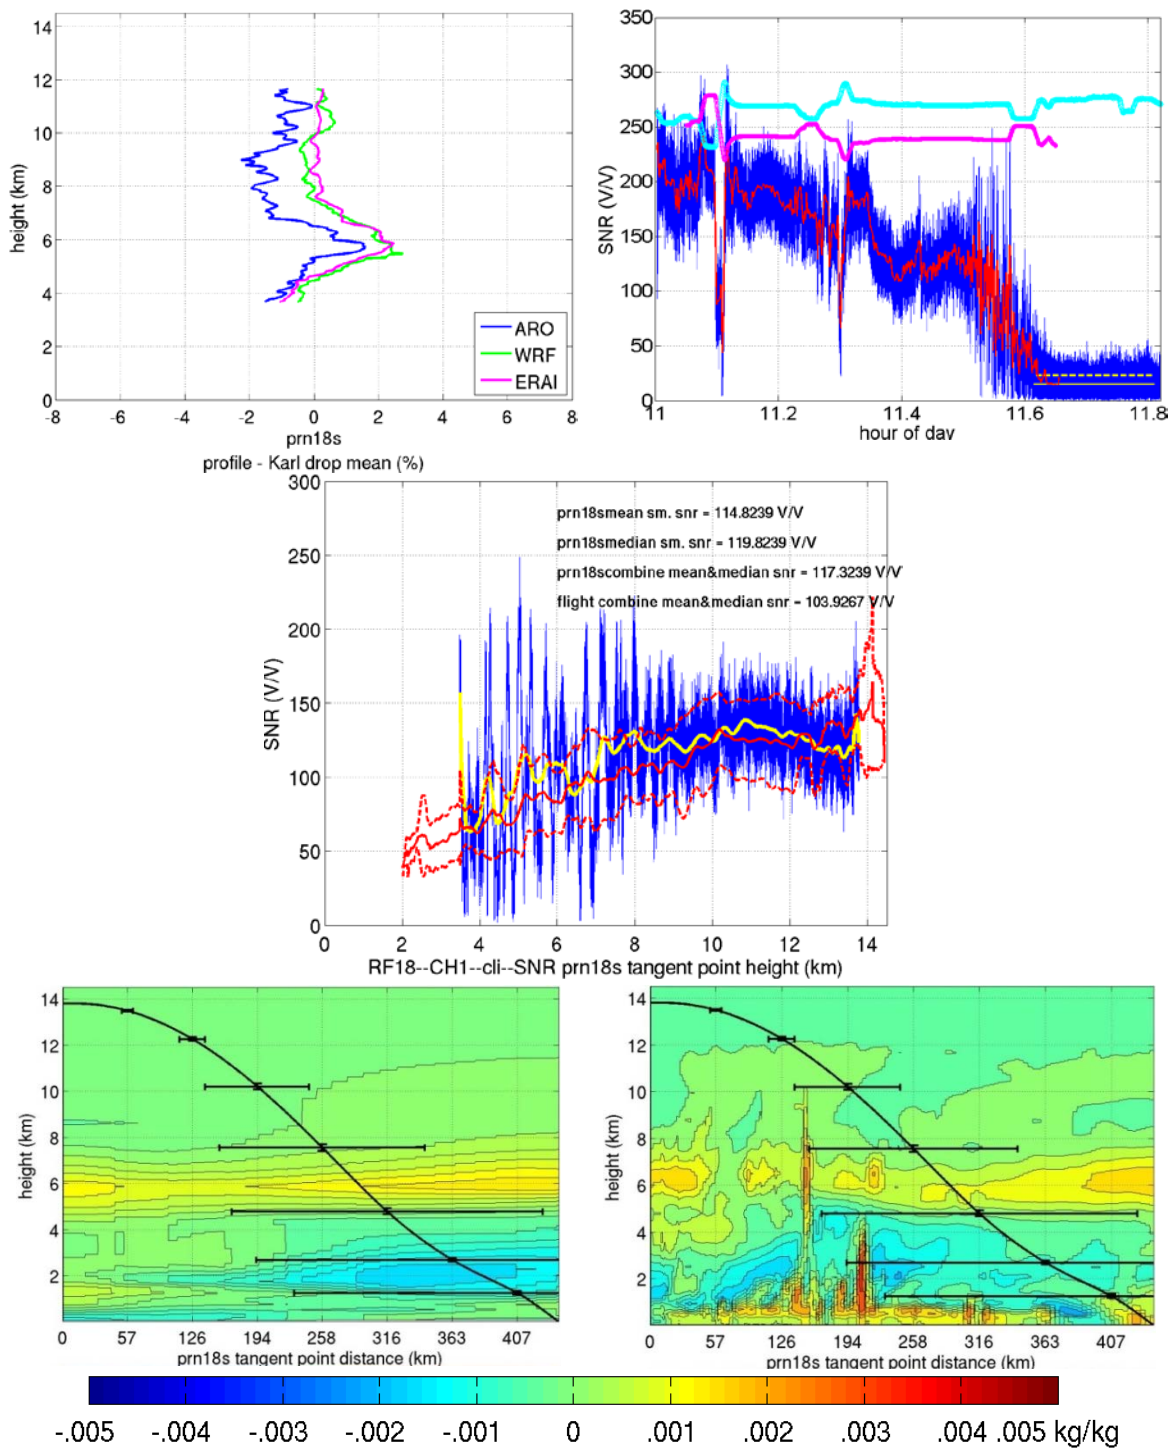 14
12
10
8
6
4
2
0
height (km)
-8 -6 -4 -2 0 2 4 6 8
prn18s
profile - Karl drop mean (%)
ARO
WRF
ERAI
350
300
250
200
150
100
50
0
SNR (V/V)
11 11.2 11.4 11.6 11.8
hour of day
300
250
200
150
100
50
0
SNR (V/V)
prn18smean sm. snr = 114.8239 V/V
prn18smedian sm. snr = 119.8239 V/V
prn18scombine mean&median snr = 117.3239 V/V
flight combine mean&median snr = 103.9267 V/V
0 2 4 6 8 10 12 14
RF18--CH1--cli--SNR prn18s tangent point height (km)
14
12
10
8
6
4
2
height (km)
0 57 126 194 258 316 363 407
prn18s tangent point distance (km)
14
12
10
8
6
4
2
height (km)
0 57 126 194 258 316 363 407
prn18s tangent point distance (km)
-.005 -.004 -.003 -.002 -.001 0 .001 .002 .003 .004 .005 kg/kg